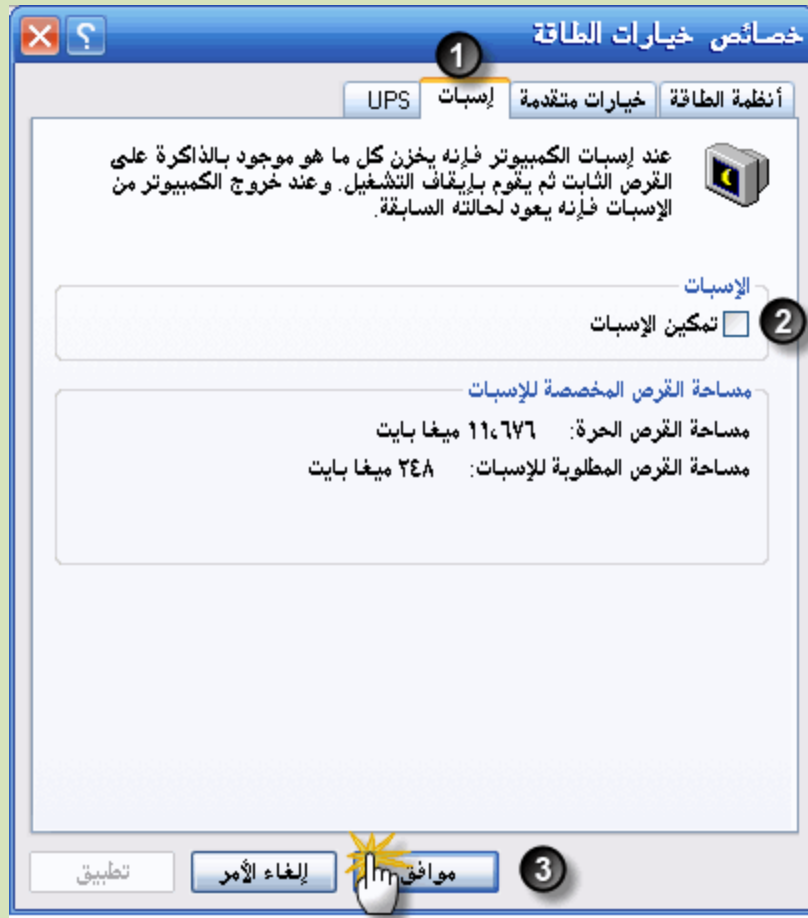 خصائص خيارات الطاقة
1
أنظمة الطاقة خيارات متقدمة إسبات UPS
عند إسبات الكمبيوتر فإنه يخزن كل ما هو موجود بالذاكرة على
القرص الثابت ثم يقوم بإيقاف التشغيل. وعند خروج الكمبيوتر من
الإسبات فإنه يعود لحالته السابقة.
الإسبات
2 تمكين الإسبات
مساحة القرص المخصصة للإسبات
مساحة القرص الحرة: ١١،٦٧٦ ميغا بايت
مساحة القرص المطلوبة للإسبات: ٢٤٨ ميغا بايت
3 موافق إلغاء الأمر تطبيق